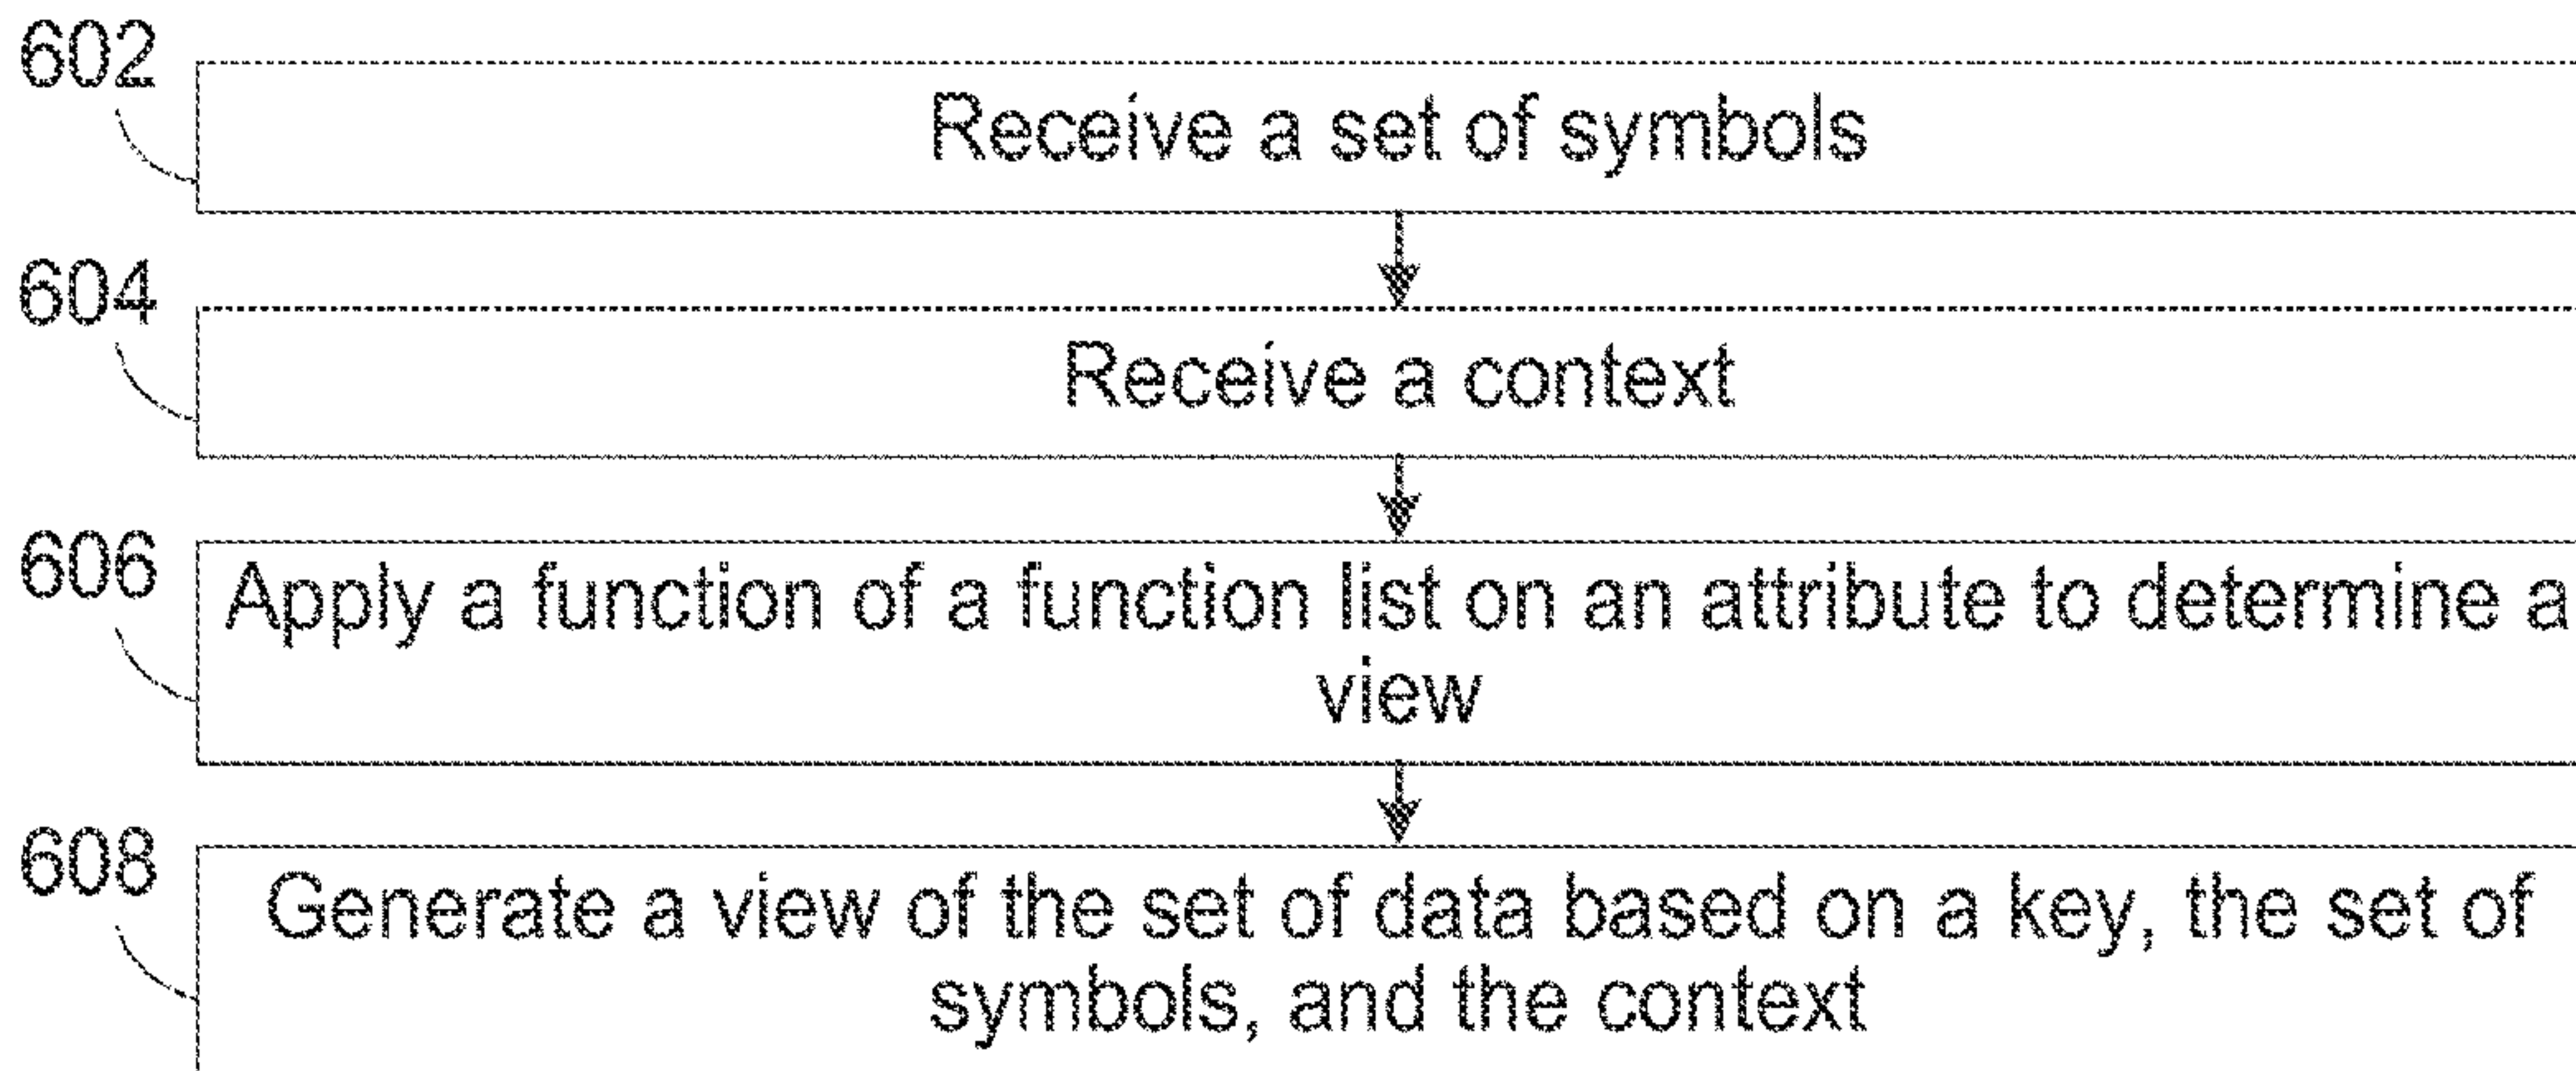 602
Receive a set of symbols
604
Receive a context
606
Apply a function of a function list on an attribute to determine a
view
608
Generate a view of the set of data based on a key, the set of
symbols, and the context